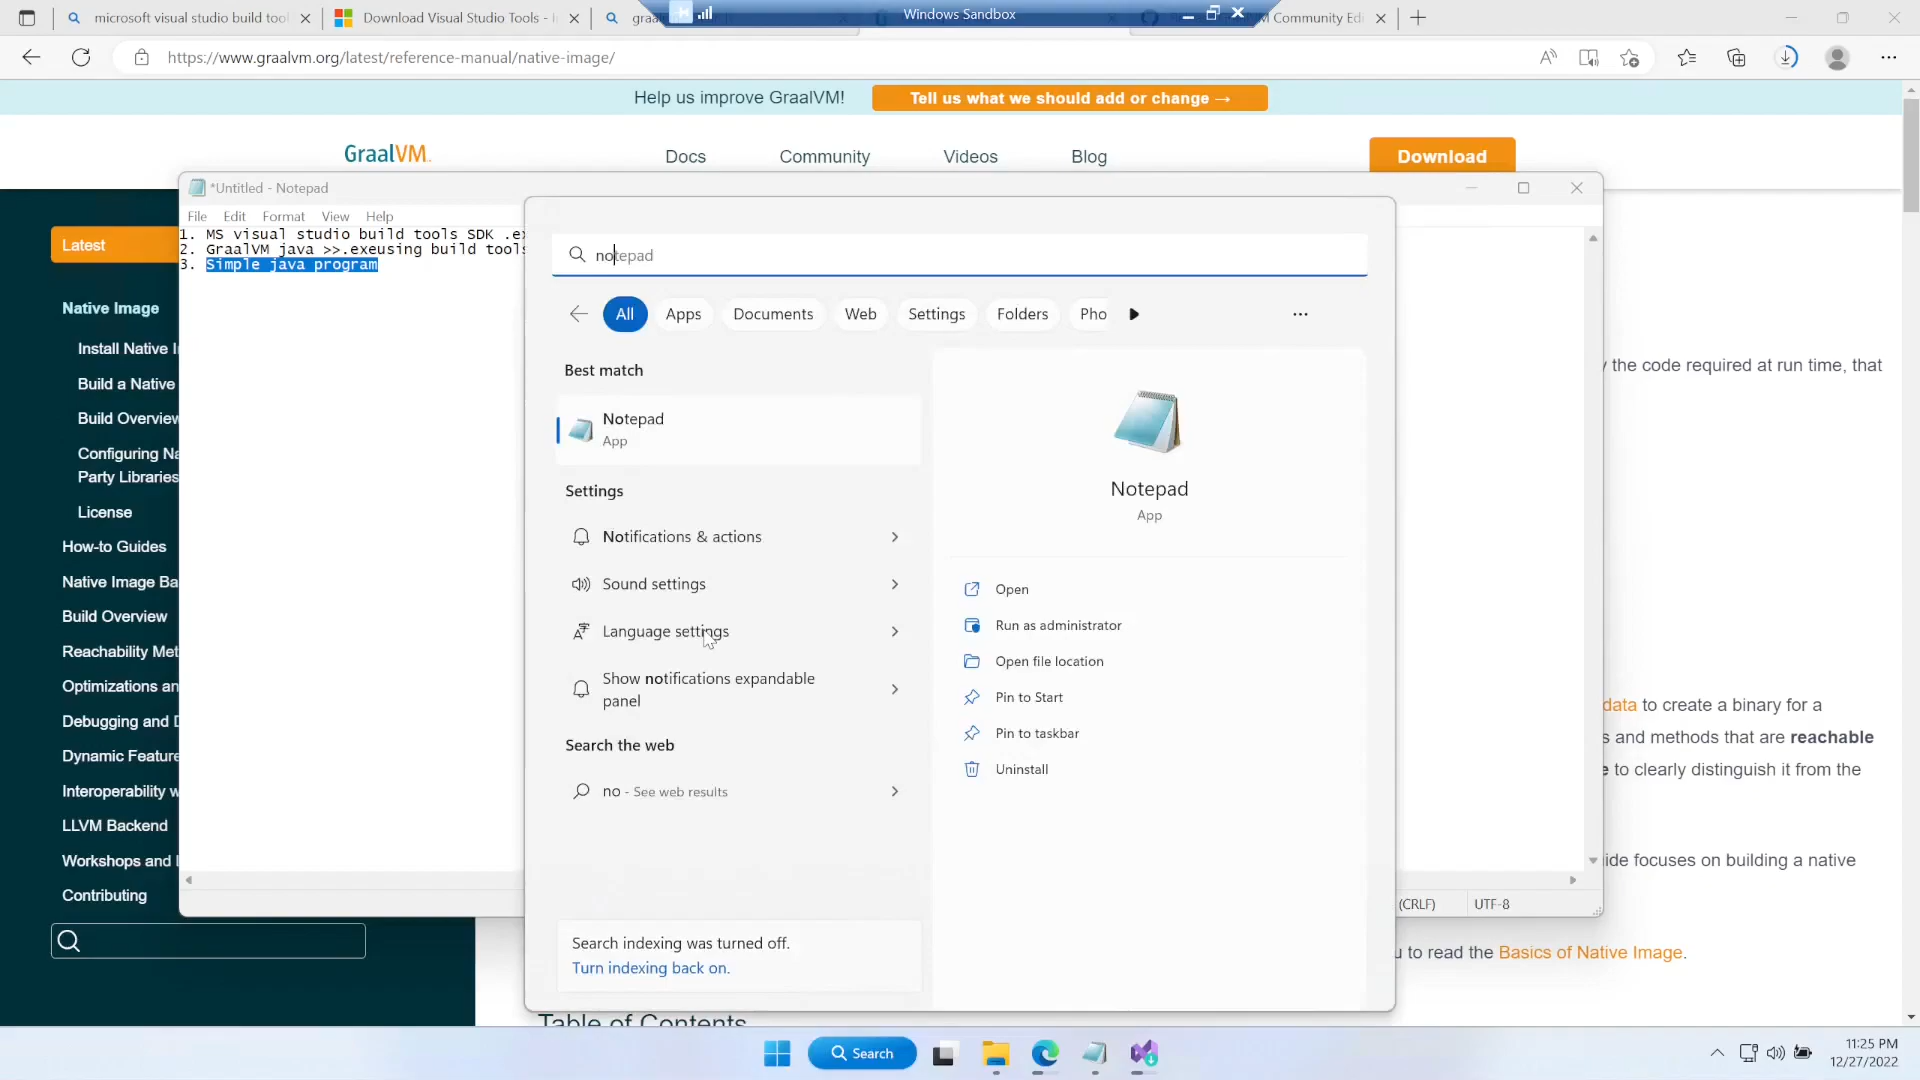 microsoft visual studio build tool
Download Visual Studio Tools - I
graal
Windows Sandbox
VM Community Edi
https://www.graalvm.org/latest/reference-manual/native-image/
Help us improve GraalVM!
Tell us what we should add or change →
GraalVM.
Docs
Community
Videos
Blog
Download
*Untitled - Notepad
File Edit Format View Help
1. MS visual studio build tools SDK .ex
2. GraalVM java >>.exeusing build tools
3. Simple java program
Latest
Native Image
Install Native I
Build a Native
Build Overview
Configuring Na
Party Libraries
License
How-to Guides
Native Image Ba
Build Overview
Reachability Met
Optimizations an
Debugging and D
Dynamic Feature
Interoperability w
LLVM Backend
Workshops and
Contributing
notepad
All
Apps
Documents
Web
Settings
Folders
Pho
Best match
Notepad
App
Settings
Notifications & actions
Sound settings
Language settings
Show notifications expandable
panel
Search the web
no - See web results
Search indexing was turned off.
Turn indexing back on.
Notepad
App
Open
Run as administrator
Open file location
Pin to Start
Pin to taskbar
Uninstall
the code required at run time, that
data to create a binary for a
s and methods that are reachable
e to clearly distinguish it from the
ide focuses on building a native
(CRLF)
UTF-8
u to read the Basics of Native Image.
Table of Contents
Search
11:25 PM
12/27/2022